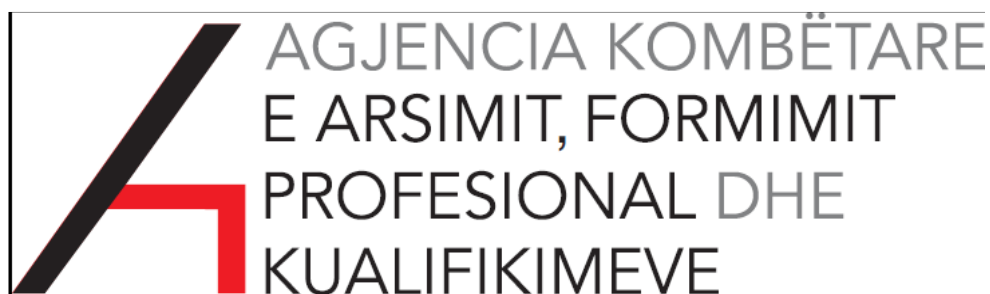 AGJENCIA KOMBËTARE
E ARSIMIT, FORMIMIT
PROFESIONAL DHE
KUALIFIKIMEVE